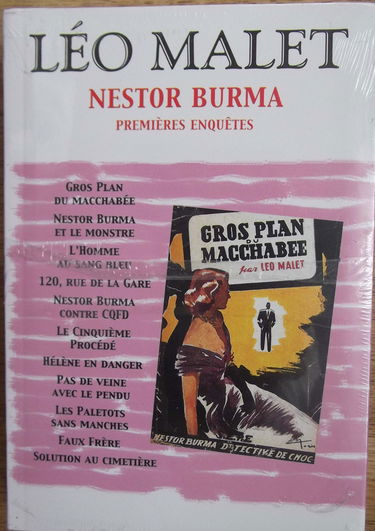 LÉO MALET
NESTOR BURMA
PREMIÈRES ENQUÊTES
GROS PLAN
DU MACCHABÉE
NESTOR BURMA
ET LE MONSTRE
L'HOMME
AU SANG BLEU
120, RUE DE LA GARE
NESTOR BURMA
CONTRE CQFD
LE CINQUIÈME
PROCÉDÉ
HÉLÈNE EN DANGER
PAS DE VEINE
AVEC LE PENDU
LES PALETOTS
SANS MANCHES
FAUX FRÈRE
SOLUTION AU CIMETIÈRE
GROS PLAN
DU
MACCHABEE
par LEO MALET
NESTOR BURMA DÉTECTIVE DE CHOC